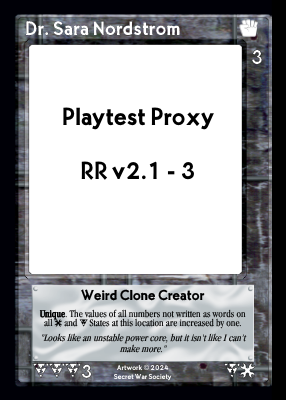 Dr. Sara Nordstrom
3
Playtest Proxy
RR v2.1 - 3
Weird Clone Creator
Unique. The values of all numbers not written as words on
all and States at this location are increased by one.
"Looks like an unstable power core, but it isn't like I can't
make more."
3
Artwork © 2024
Secret War Society